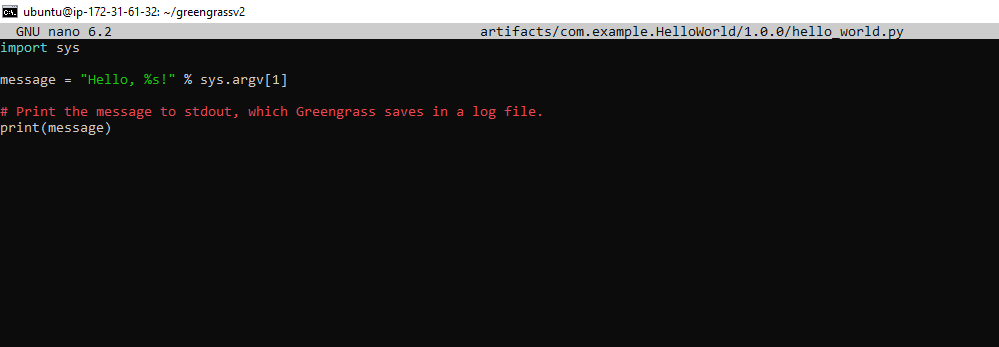 C:\. ubuntu@ip-172-31-61-32: ~/greengrassv2
GNU nano 6.2 artifacts/com.example.HelloWorld/1.0.0/hello_world.py
import sys
message = "Hello, %s!" % sys.argv[1]
# Print the message to stdout, which Greengrass saves in a log file.
print(message)